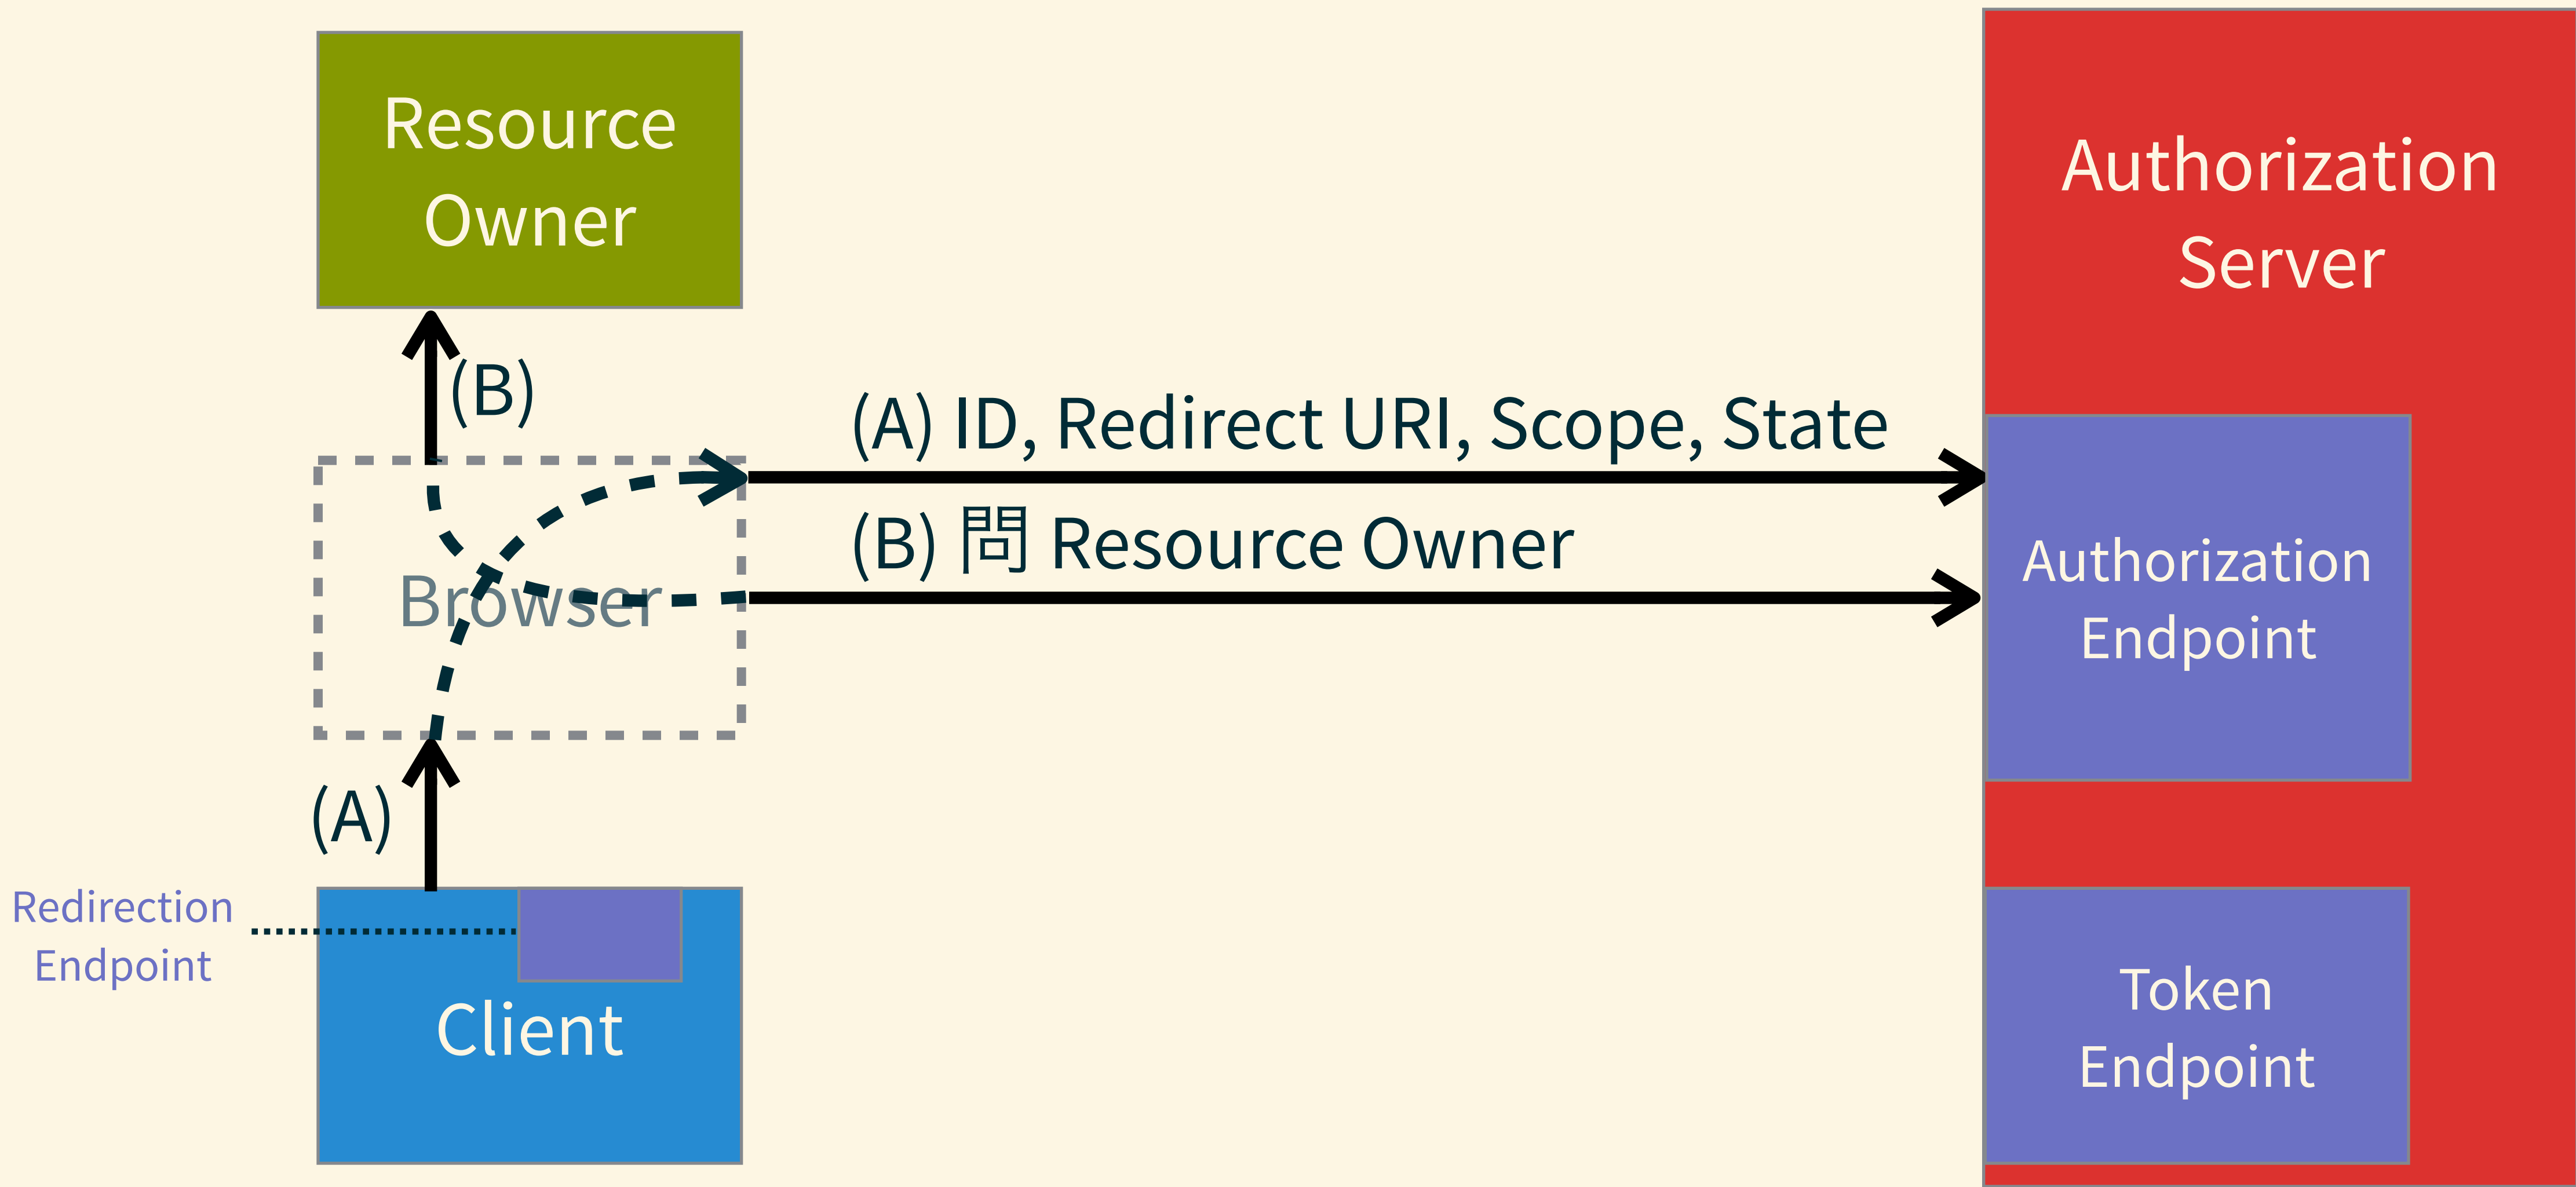 Resource
Owner
Authorization
Server
(B)
(A) ID, Redirect URI, Scope, State
(B) 問 Resource Owner
Browser
Authorization
Endpoint
(A)
Redirection
Endpoint
Client
Token
Endpoint